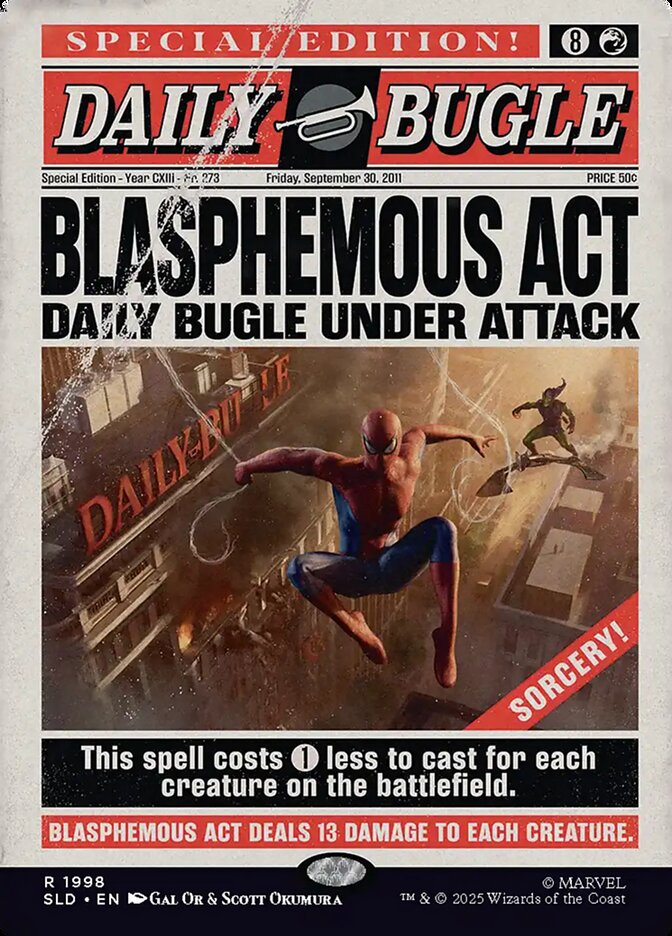 SPECIAL EDITION! 8
DAILY BUGLE
Special Edition - Year CXIII - Nr. 273 Friday, September 30, 2011 PRICE 50¢
BLASPHEMOUS ACT
DAILY BUGLE UNDER ATTACK
DAILY BUGLE
SORCERY!
This spell costs 1 less to cast for each
creature on the battlefield.
BLASPHEMOUS ACT DEALS 13 DAMAGE TO EACH CREATURE.
R 1998 © MARVEL
SLD • EN GAL OR & SCOTT OKUMURA ™ & © 2025 Wizards of the Coast